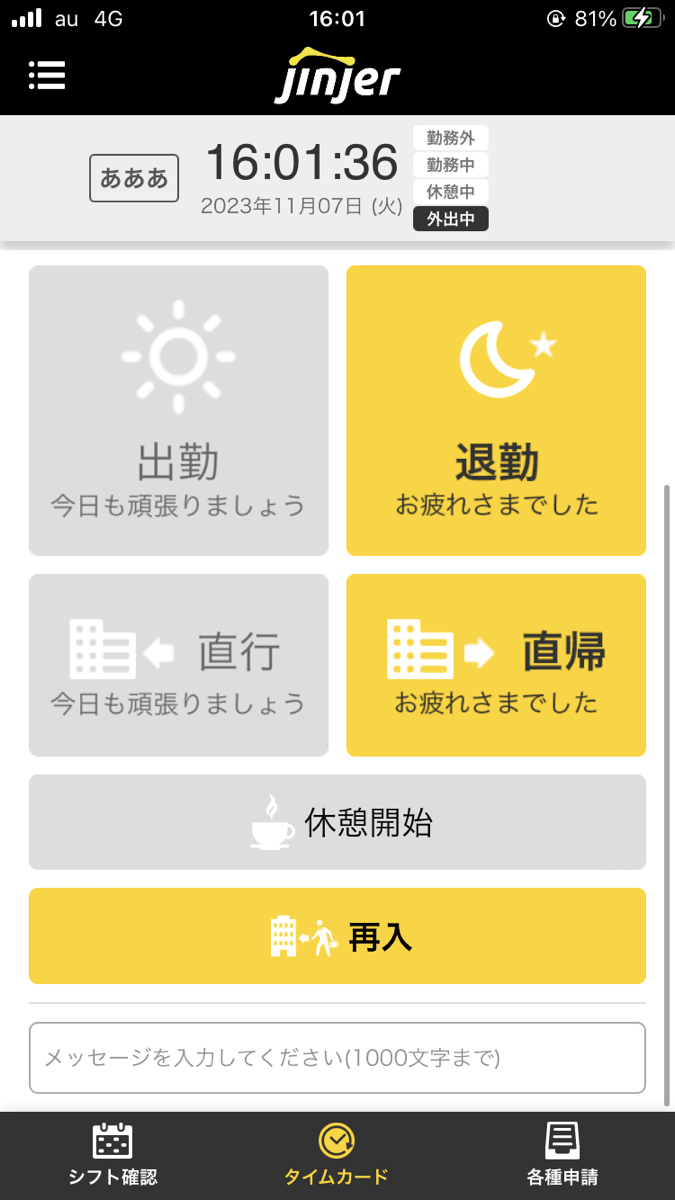 au 4G 16:01 81%
jinjer
あああ
16:01:36
2023年11月07日 (火)
勤務外
勤務中
休憩中
外出中
出勤
今日も頑張りましょう
退勤
お疲れさまでした
直行
今日も頑張りましょう
直帰
お疲れさまでした
休憩開始
再入
メッセージを入力してください(1000文字まで)
シフト確認
タイムカード
各種申請